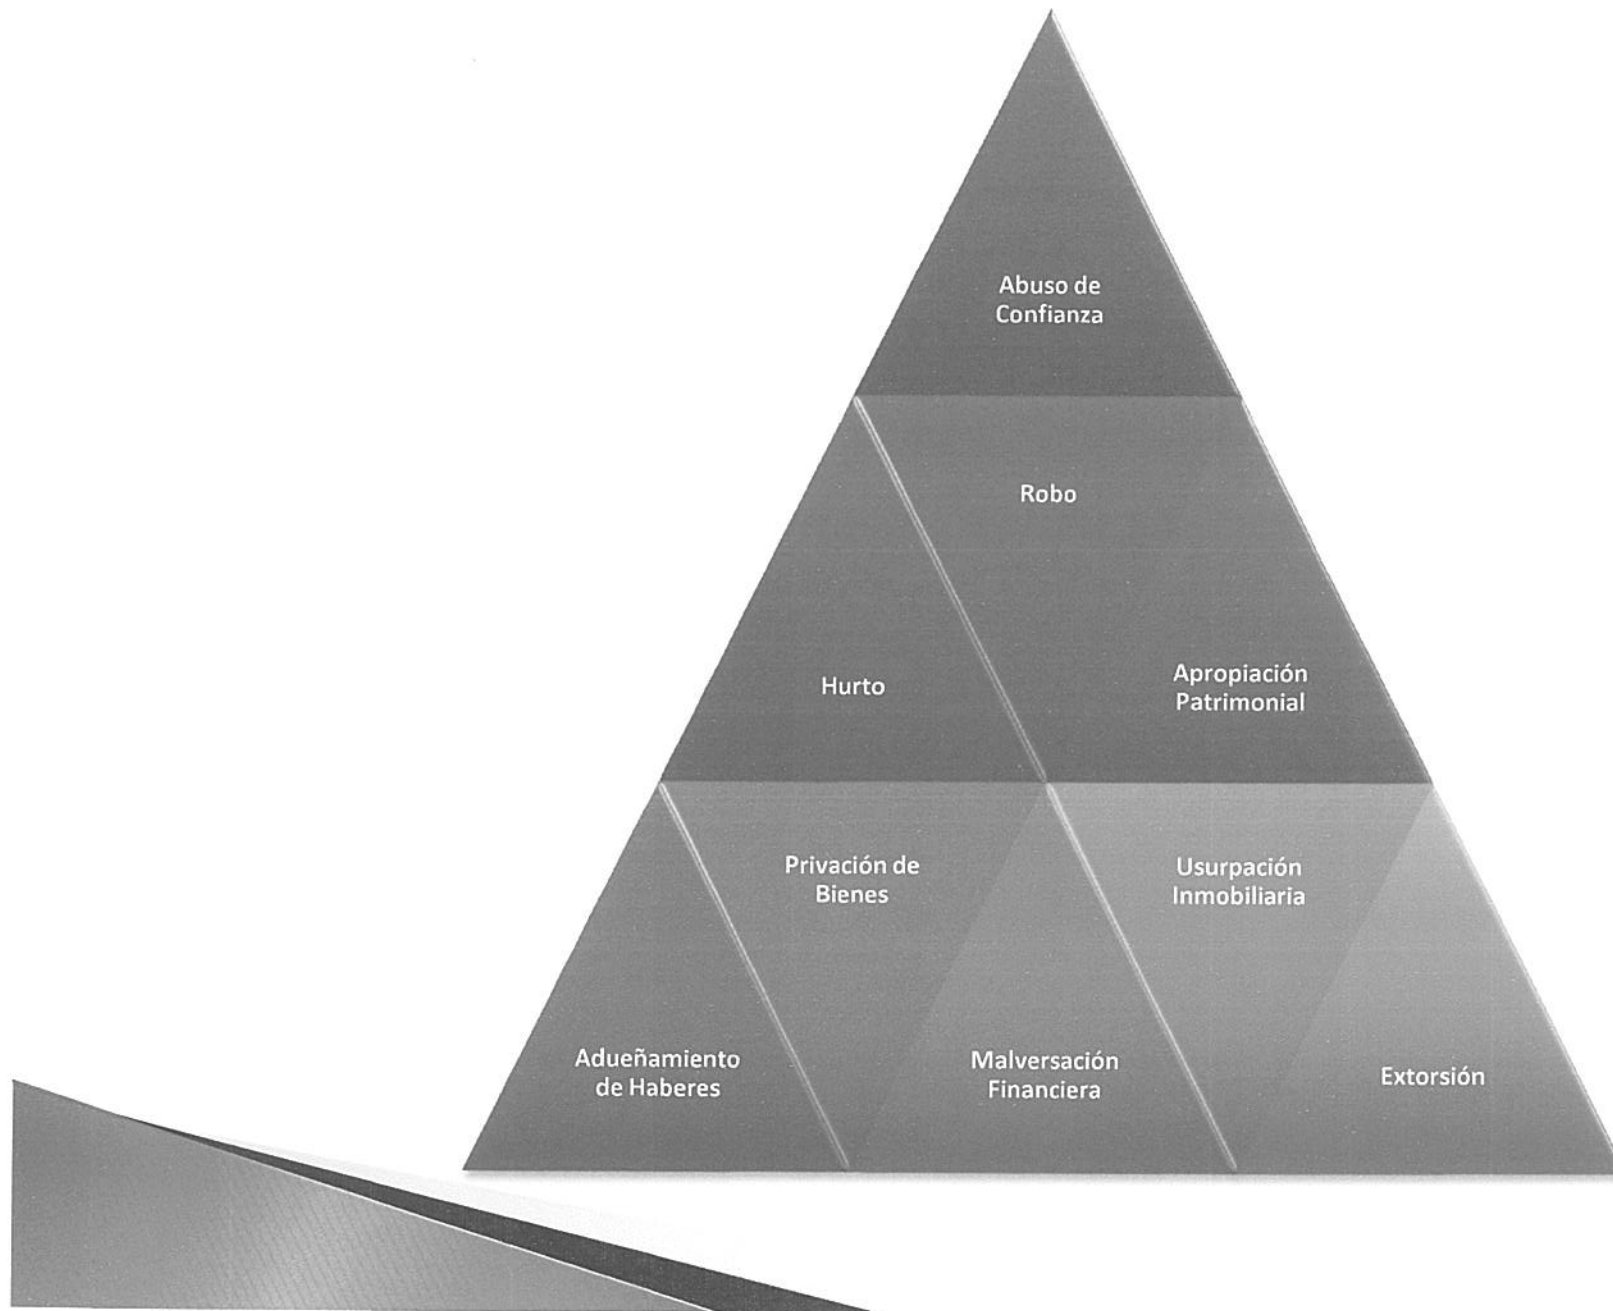 Abuso de
Confianza
Robo
Hurto
Apropiación
Patrimonial
Privación de
Bienes
Usurpación
Inmobiliaria
Adueñamiento
de Haberes
Malversación
Financiera
Extorsión